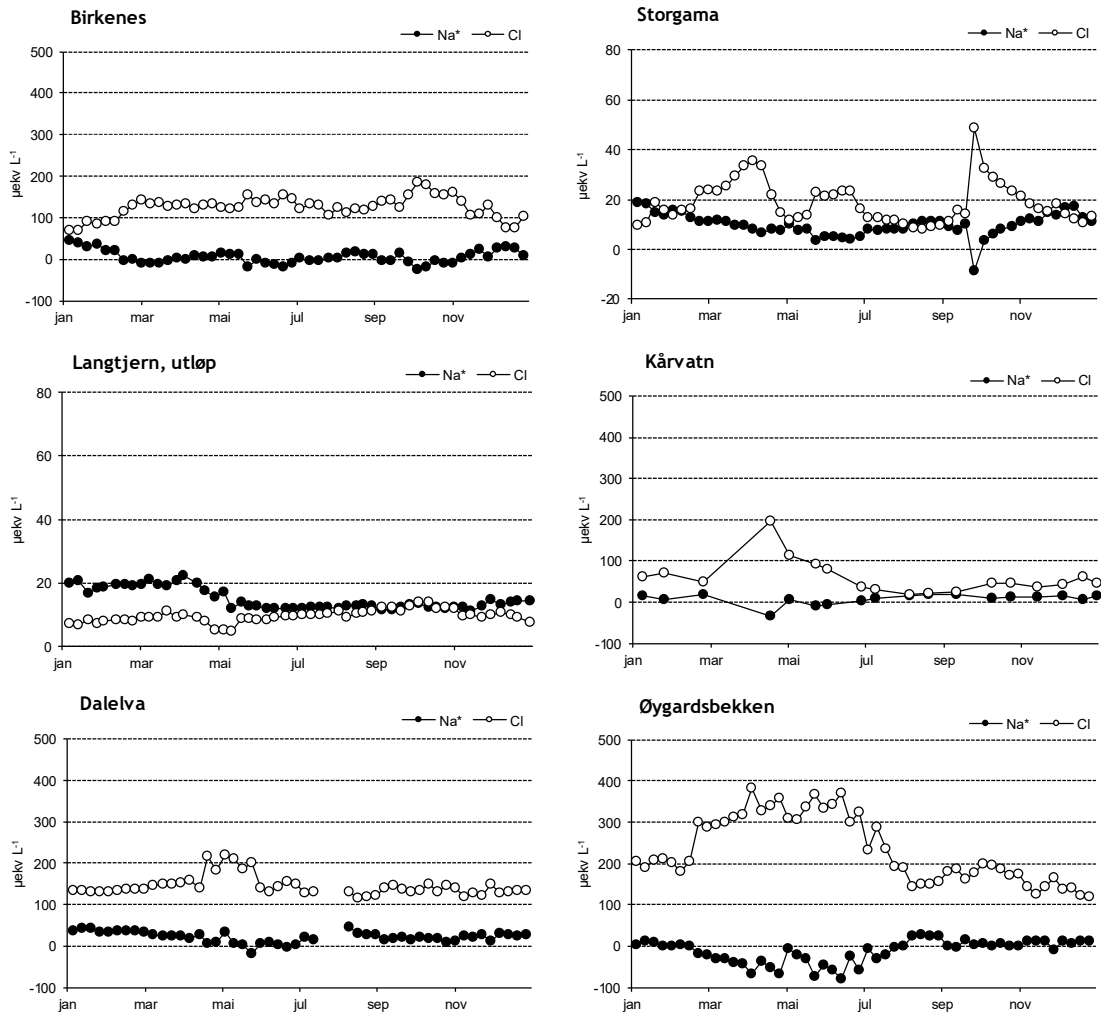 Birkenes
Na* Cl
µekv L-1
500
400
300
200
100
0
-100
jan mar mai jul sep nov
Storgama
Na* Cl
µekv L-1
80
60
40
20
0
-20
jan mar mai jul sep nov
Langtjern, utløp
Na* Cl
µekv L-1
80
60
40
20
0
jan mar mai jul sep nov
Kårvatn
Na* Cl
µekv L-1
500
400
300
200
100
0
-100
jan mar mai jul sep nov
Dalelva
Na* Cl
µekv L-1
500
400
300
200
100
0
-100
jan mar mai jul sep nov
Øygardsbekken
Na* Cl
µekv L-1
500
400
300
200
100
0
-100
jan mar mai jul sep nov